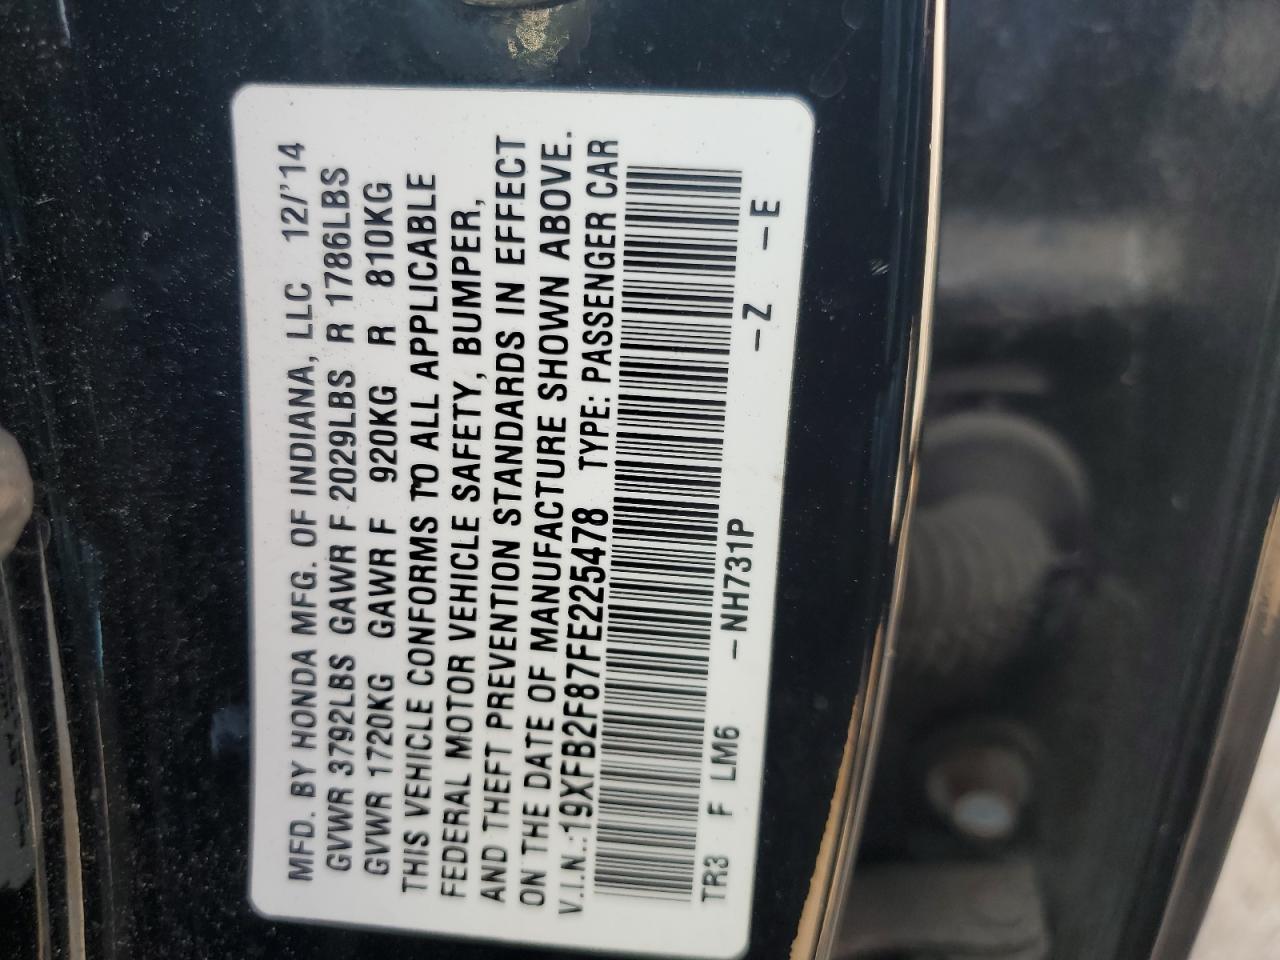 MFD. BY HONDA MFG. OF INDIANA, LLC 12/'14
GVWR 3792LBS GAWR F 2029LBS R 1786LBS
GVWR 1720KG GAWR F 920KG R 810KG
THIS VEHICLE CONFORMS TO ALL APPLICABLE
FEDERAL MOTOR VEHICLE SAFETY, BUMPER,
AND THEFT PREVENTION STANDARDS IN EFFECT
ON THE DATE OF MANUFACTURE SHOWN ABOVE.
V.I.N.:19XFB2F87FE225478 TYPE: PASSENGER CAR
TR3 F LM6 –NH731P –Z –E